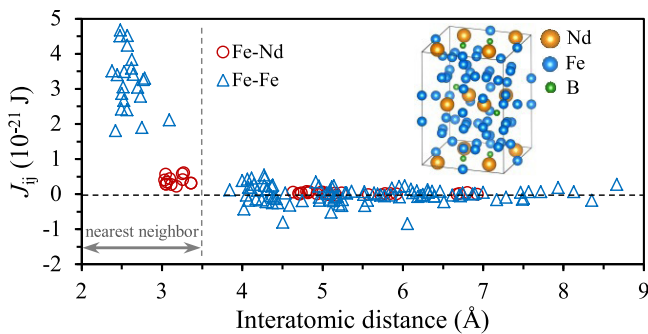 5
4
3
2
1
0
-1
-2
J_ij (10^-21 J)
Fe-Nd
Fe-Fe
Nd
Fe
B
nearest neighbor
2 3 4 5 6 7 8 9
Interatomic distance (Å)